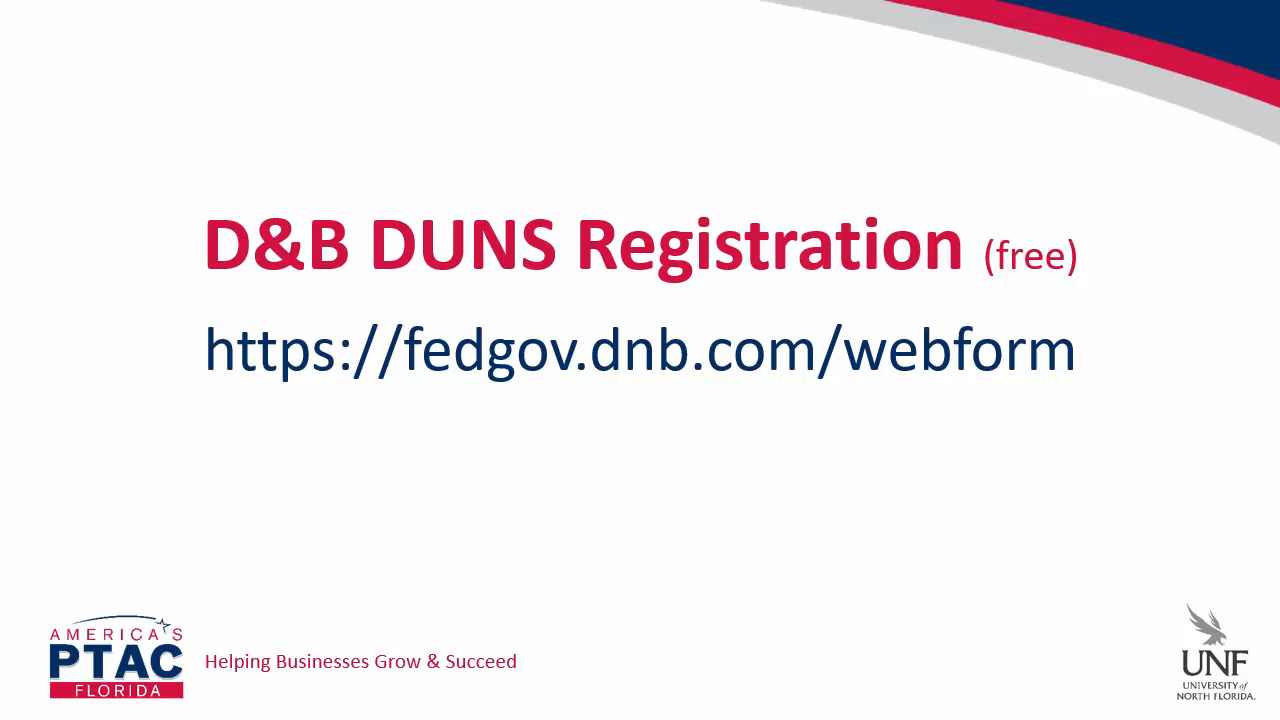 D&B DUNS Registration (free)
https://fedgov.dnb.com/webform
AMERICA'S
PTAC
FLORIDA
Helping Businesses Grow & Succeed
UNF
UNIVERSITY of
NORTH FLORIDA.